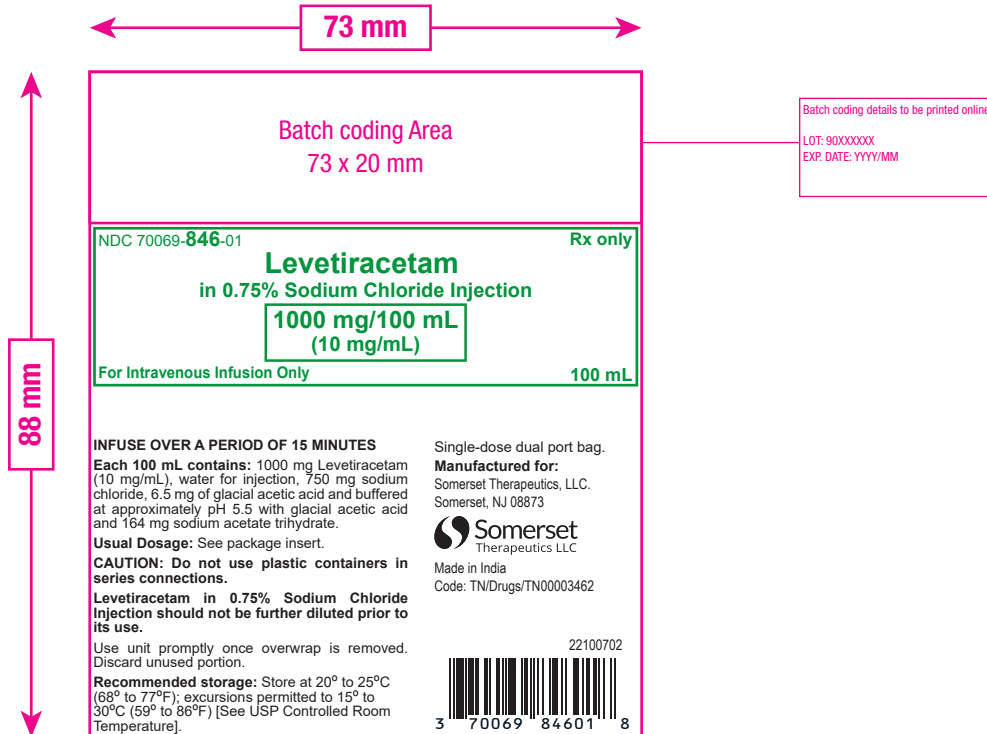 73 mm
88 mm
Batch coding Area
73 x 20 mm
Batch coding details to be printed online
LOT: 90XXXXXX
EXP. DATE: YYYY/MM
NDC 70069-846-01
Rx only
Levetiracetam
in 0.75% Sodium Chloride Injection
1000 mg/100 mL
(10 mg/mL)
For Intravenous Infusion Only
100 mL
INFUSE OVER A PERIOD OF 15 MINUTES
Each 100 mL contains: 1000 mg Levetiracetam
(10 mg/mL), water for injection, 750 mg sodium
chloride, 6.5 mg of glacial acetic acid and buffered
at approximately pH 5.5 with glacial acetic acid
and 164 mg sodium acetate trihydrate.
Usual Dosage: See package insert.
CAUTION: Do not use plastic containers in
series connections.
Levetiracetam in 0.75% Sodium Chloride
Injection should not be further diluted prior to
its use.
Use unit promptly once overwrap is removed.
Discard unused portion.
Recommended storage: Store at 20⁰ to 25⁰C
(68⁰ to 77⁰F); excursions permitted to 15⁰ to
30⁰C (59⁰ to 86⁰F) [See USP Controlled Room
Temperature].
Single-dose dual port bag.
Manufactured for:
Somerset Therapeutics, LLC.
Somerset, NJ 08873
Somerset
Therapeutics LLC
Made in India
Code: TN/Drugs/TN00003462
22100702
3 70069 84601 8